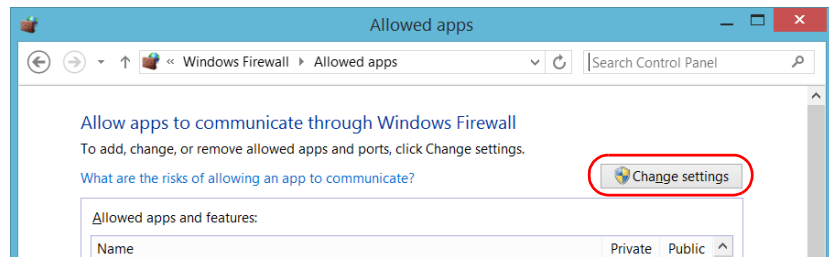 Allowed apps
« Windows Firewall ▸ Allowed apps
Search Control Panel
Allow apps to communicate through Windows Firewall
To add, change, or remove allowed apps and ports, click Change settings.
What are the risks of allowing an app to communicate?
Change settings
Allowed apps and features:
Name Private Public